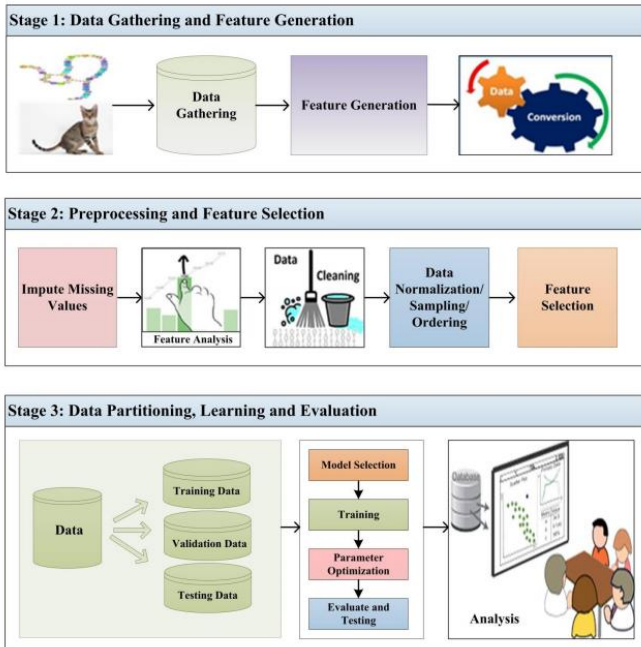 Stage 1: Data Gathering and Feature Generation
Data
Gathering
Feature Generation
Data
Conversion
Stage 2: Preprocessing and Feature Selection
Impute Missing
Values
Feature Analysis
Data
Cleaning
Data
Normalization/
Sampling/
Ordering
Feature
Selection
Stage 3: Data Partitioning, Learning and Evaluation
Data
Training Data
Validation Data
Testing Data
Model Selection
Training
Parameter
Optimization
Evaluate and
Testing
Database
Analysis